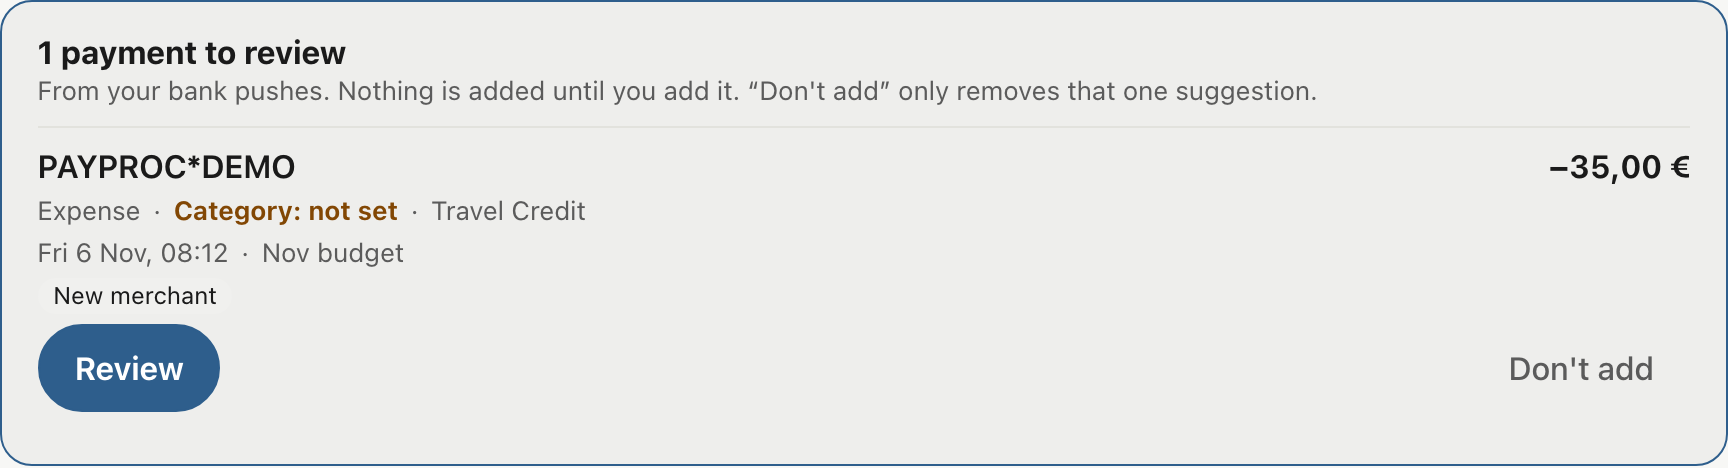 1 payment to review
From your bank pushes. Nothing is added until you add it. “Don't add” only removes that one suggestion.
PAYPROC*DEMO –35,00 €
Expense · Category: not set · Travel Credit
Fri 6 Nov, 08:12 · Nov budget
New merchant
Review Don't add